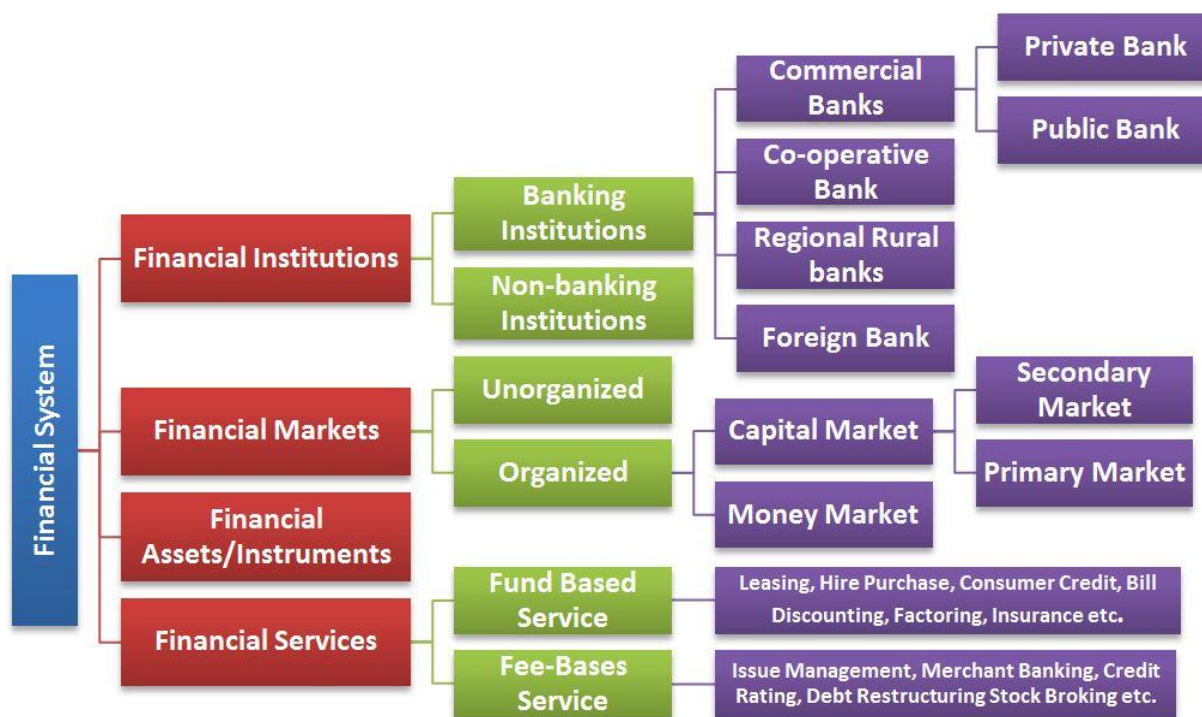 Financial System
Financial Institutions
Banking
Institutions
Commercial
Banks
Private Bank
Public Bank
Co-operative
Bank
Regional Rural
banks
Foreign Bank
Non-banking
Institutions
Financial Markets
Unorganized
Organized
Capital Market
Secondary
Market
Primary Market
Money Market
Financial
Assets/Instruments
Financial Services
Fund Based
Service
Leasing, Hire Purchase, Consumer Credit, Bill
Discounting, Factoring, Insurance etc.
Fee-Bases
Service
Issue Management, Merchant Banking, Credit
Rating, Debt Restructuring Stock Broking etc.